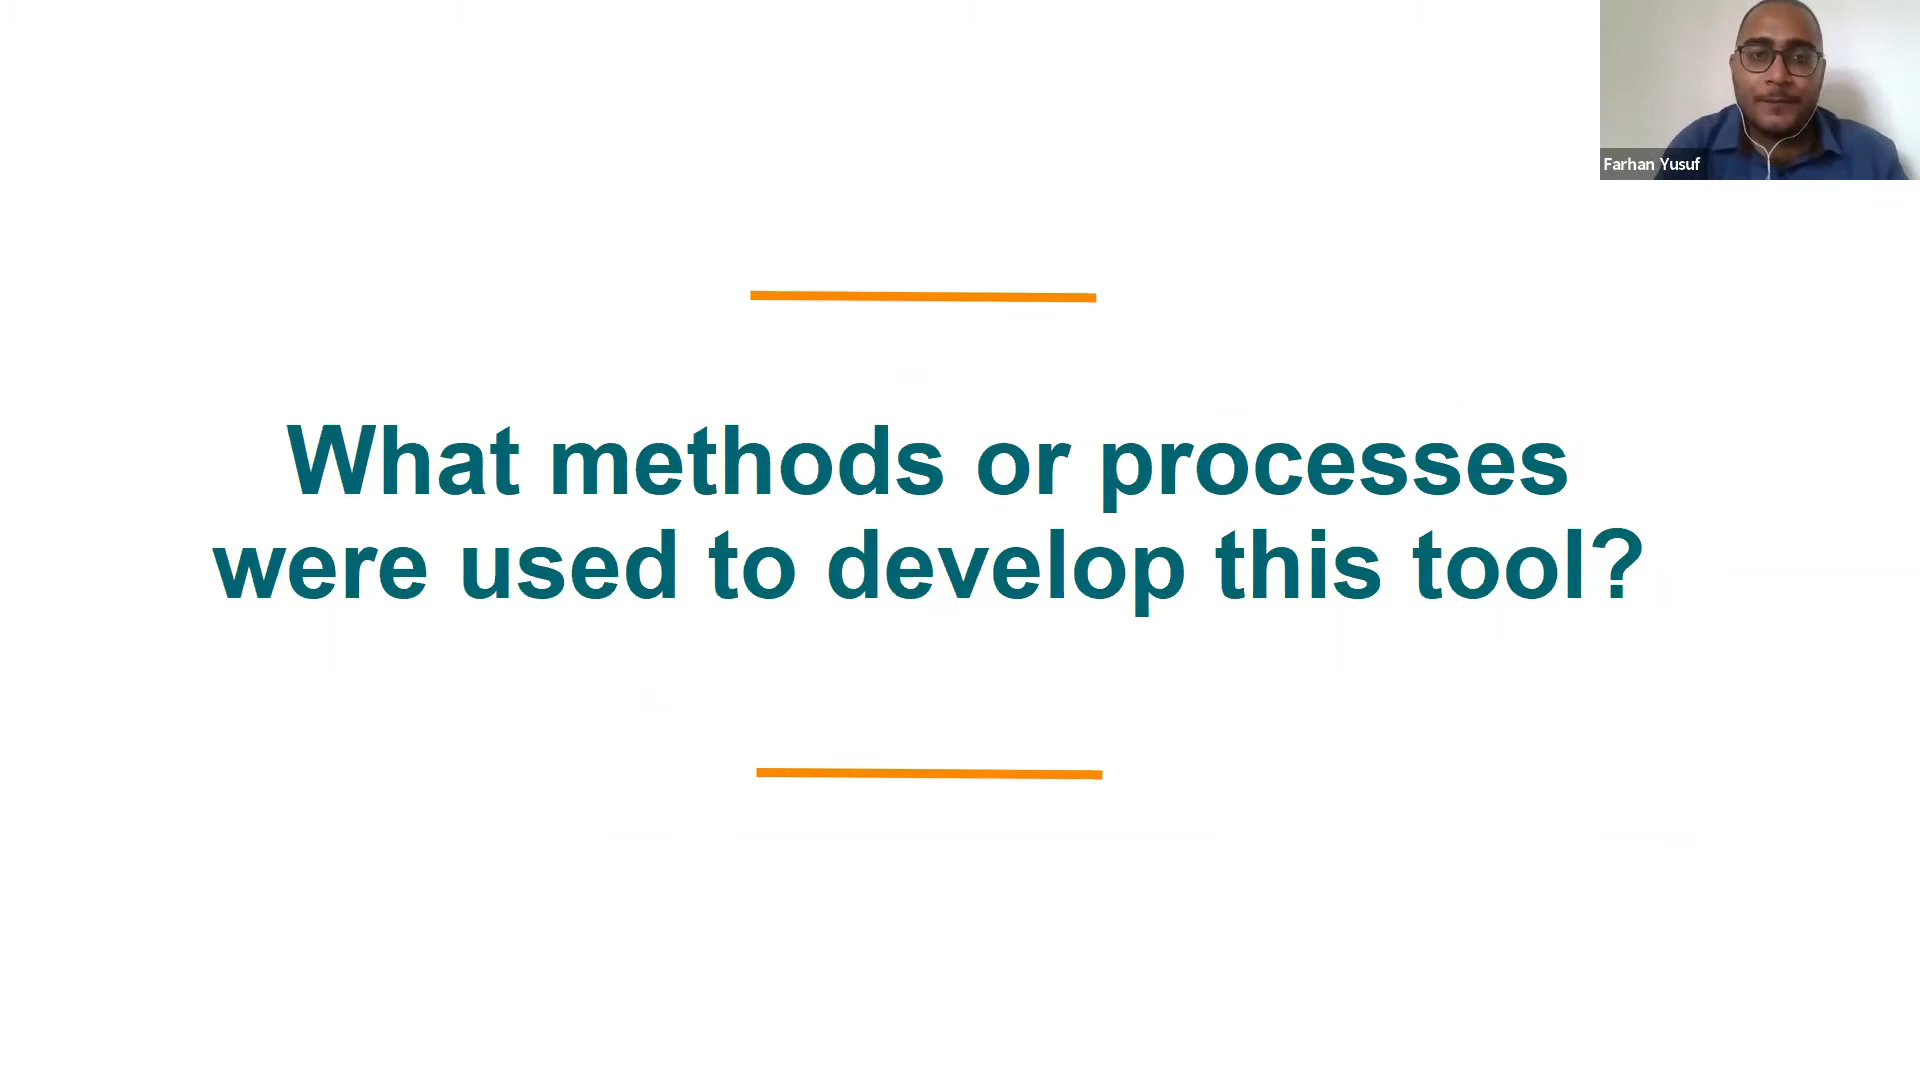 Farhan Yusuf
What methods or processes
were used to develop this tool?